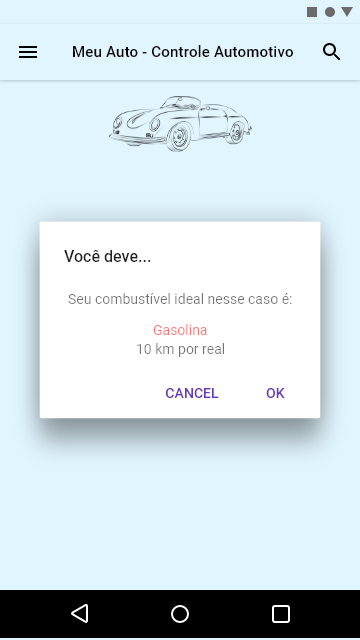 Meu Auto - Controle Automotivo
Você deve...
Seu combustível ideal nesse caso é:
Gasolina
10 km por real
CANCEL OK